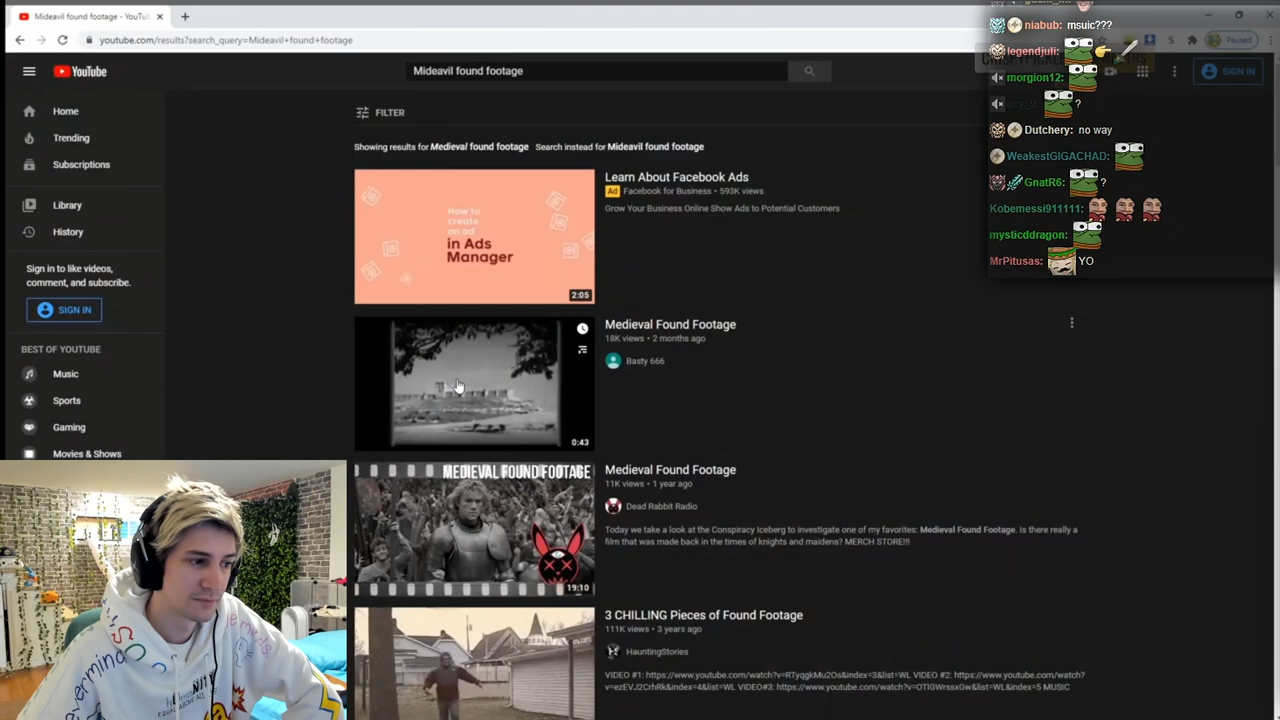 Mideavil found footage - YouTu
youtube.com/results?search_query=Mideavil+found+footage
Paused
YouTube
Mideavil found footage
SIGN IN
Home
Trending
Subscriptions
Library
History
Sign in to like videos,
comment, and subscribe.
SIGN IN
BEST OF YOUTUBE
Music
Sports
Gaming
Movies & Shows
FILTER
Showing results for Medieval found footage Search instead for Mideavil found footage
How to
create
an ad
in Ads
Manager
2:05
Learn About Facebook Ads
Ad Facebook for Business • 593K views
Grow Your Business Online Show Ads to Potential Customers
0:43
Medieval Found Footage
18K views • 2 months ago
Basty 666
MEDIEVAL FOUND FOOTAGE
19:10
Medieval Found Footage
11K views • 1 year ago
Dead Rabbit Radio
Today we take a look at the Conspiracy Iceberg to investigate one of my favorites: Medieval Found Footage. Is there really a
film that was made back in the times of knights and maidens? MERCH STORE!!!
3 CHILLING Pieces of Found Footage
111K views • 3 years ago
HauntingStories
VIDEO #1: https://www.youtube.com/watch?v=RTyqgkMu2Os&index=3&list=WL VIDEO #2: https://www.youtube.com/watch?
v=ezEVJ2CrhRk&index=4&list=WL VIDEO#3: https://www.youtube.com/watch?v=OTlGWrssxGw&list=WL&index=5 MUSIC
niabub: msuic???
legendjuli:
morgion12:
?
Dutchery: no way
WeakestGIGACHAD:
GnatR6: ?
Kobemessi911111:
mysticddragon:
MrPitusas: YO